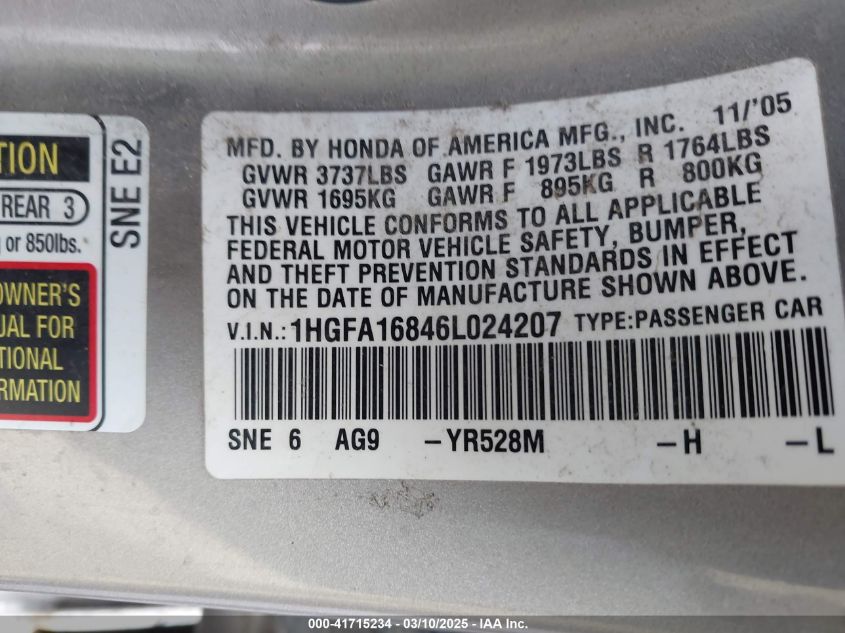 TION
REAR 3
g or 850lbs.
OWNER'S
UAL FOR
TIONAL
ORMATION
SNE E2
MFD. BY HONDA OF AMERICA MFG., INC. 11/'05
GVWR 3737LBS GAWR F 1973LBS R 1764LBS
GVWR 1695KG GAWR F 895KG R 800KG
THIS VEHICLE CONFORMS TO ALL APPLICABLE
FEDERAL MOTOR VEHICLE SAFETY, BUMPER,
AND THEFT PREVENTION STANDARDS IN EFFECT
ON THE DATE OF MANUFACTURE SHOWN ABOVE.
V.I.N.: 1HGFA16846L024207 TYPE:PASSENGER CAR
SNE 6 AG9 -YR528M -H -L
000-41715234 - 03/10/2025 - IAA Inc.